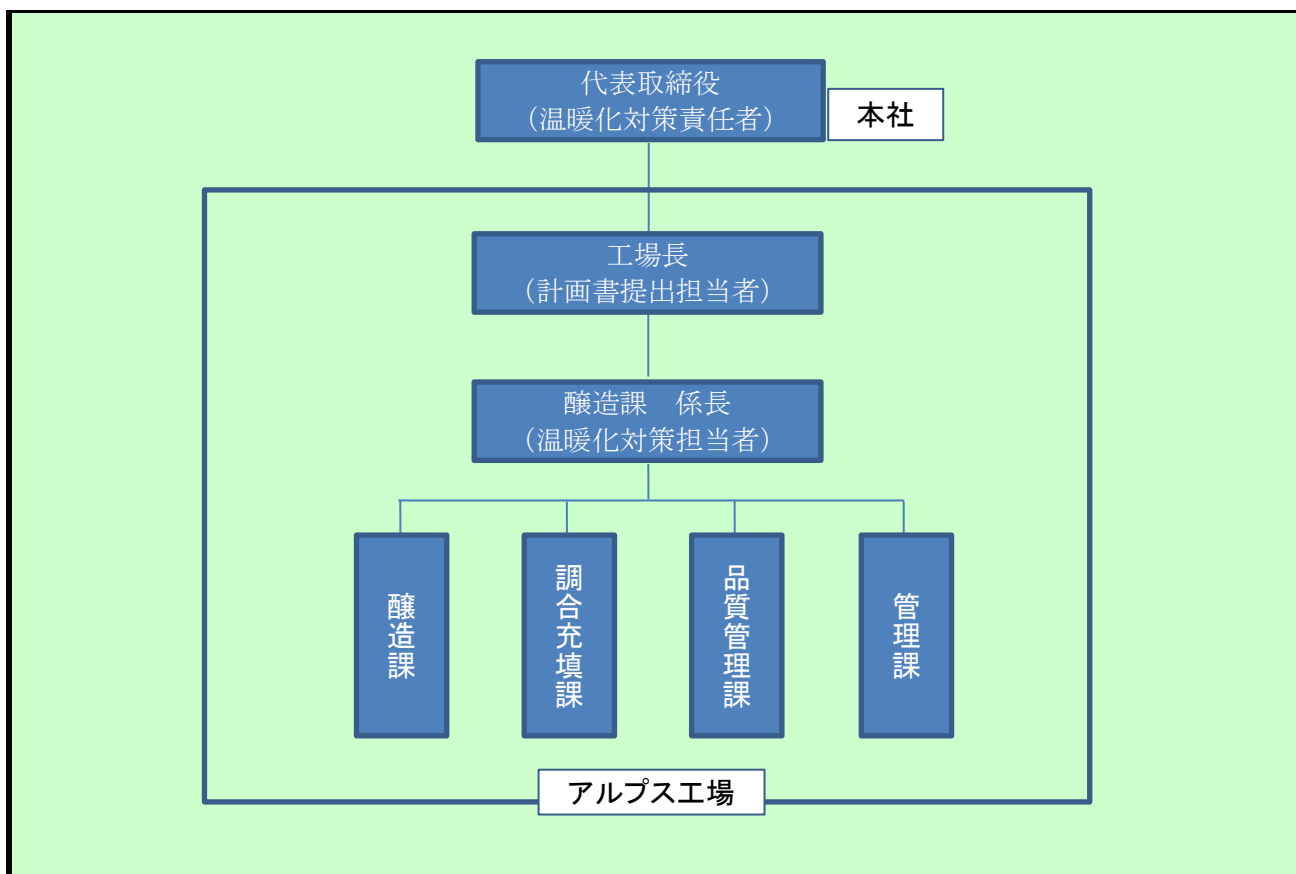 代表取締役
（温暖化対策責任者）
本社
工場長
（計画書提出担当者）
醸造課　係長
（温暖化対策担当者）
醸造課
調合充填課
品質管理課
管理課
アルプス工場